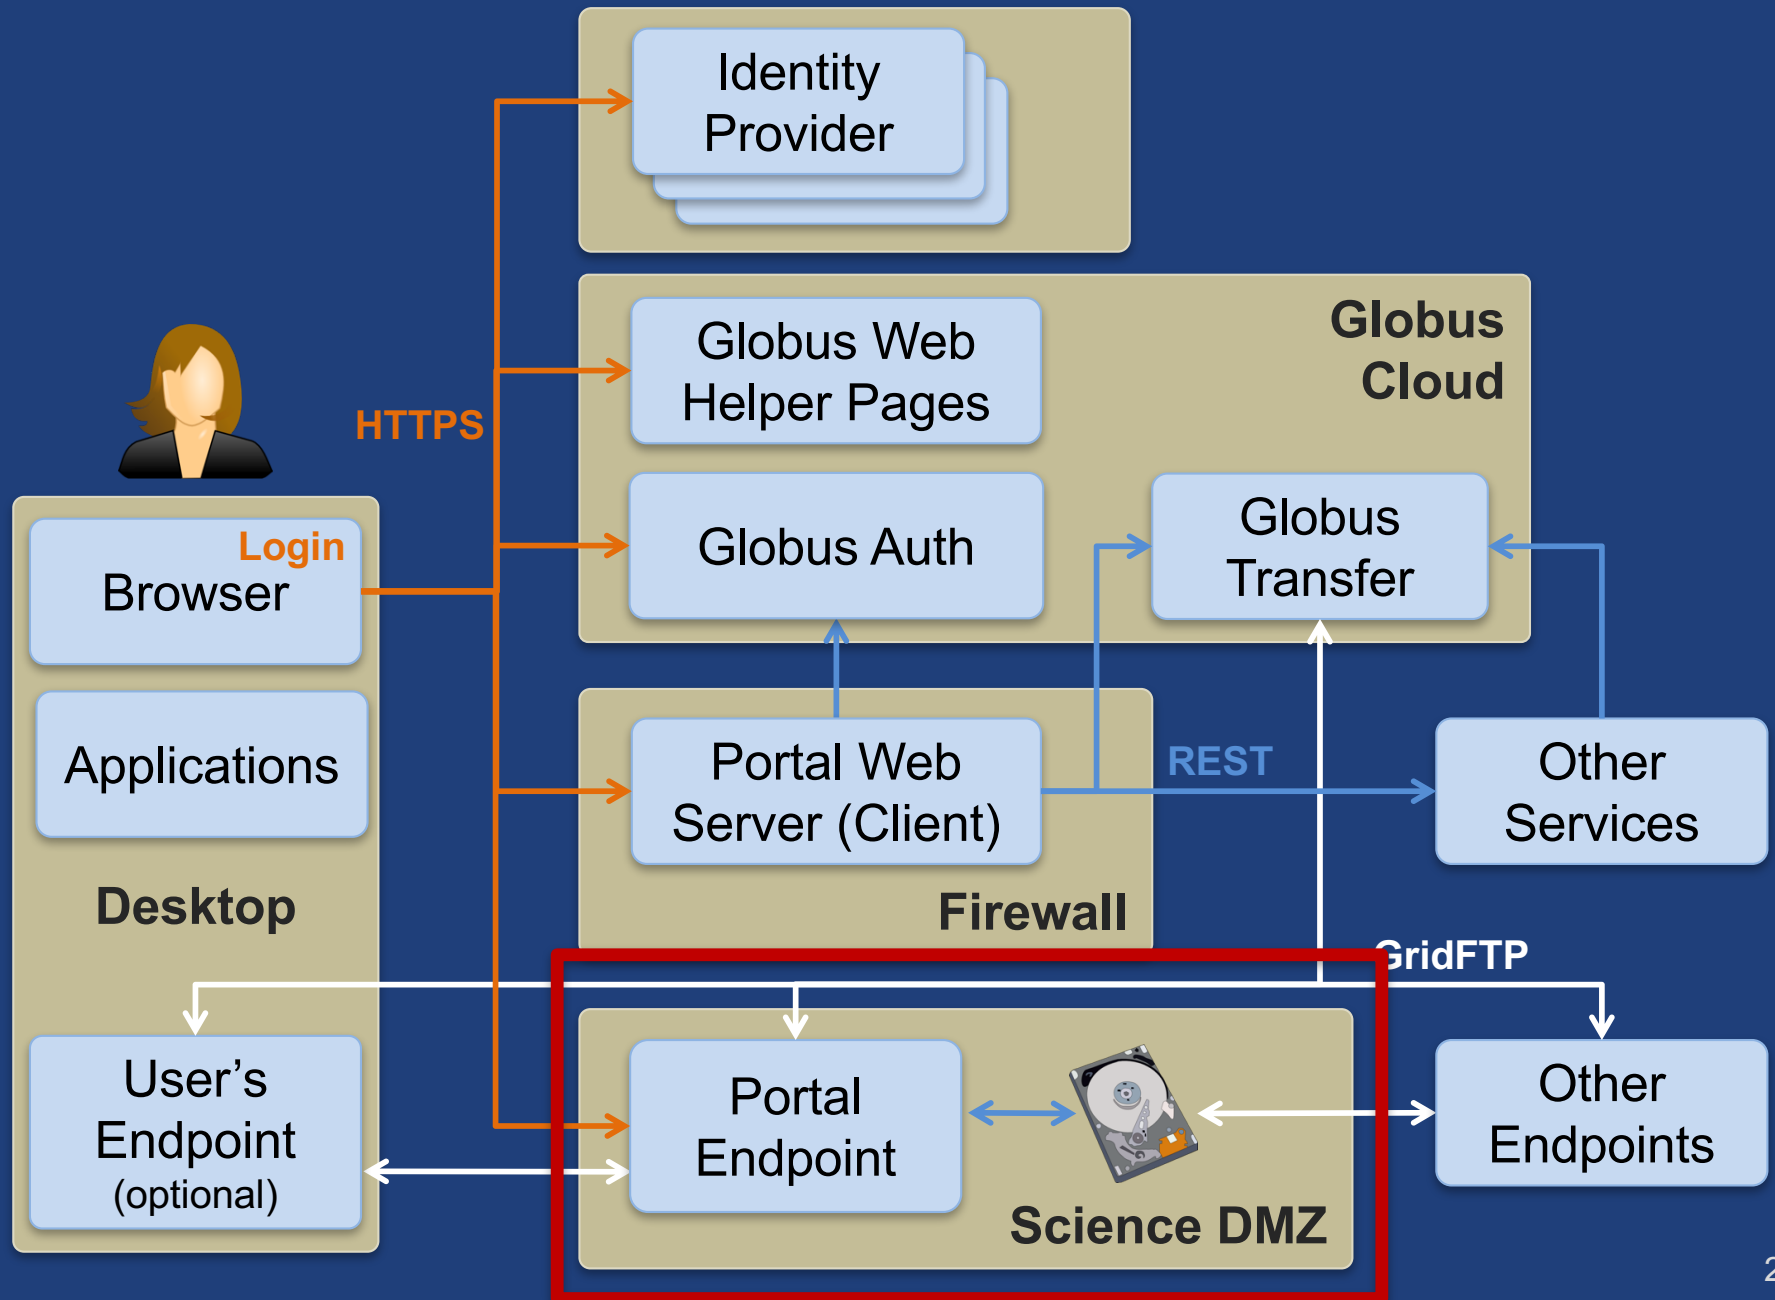 Identity
Provider
Globus Web
Helper Pages
Globus
Cloud
HTTPS
Login
Browser
Globus Auth
Globus
Transfer
Applications
Portal Web
Server (Client)
REST
Other
Services
Desktop
Firewall
GridFTP
User’s
Endpoint
(optional)
Portal
Endpoint
Other
Endpoints
Science DMZ